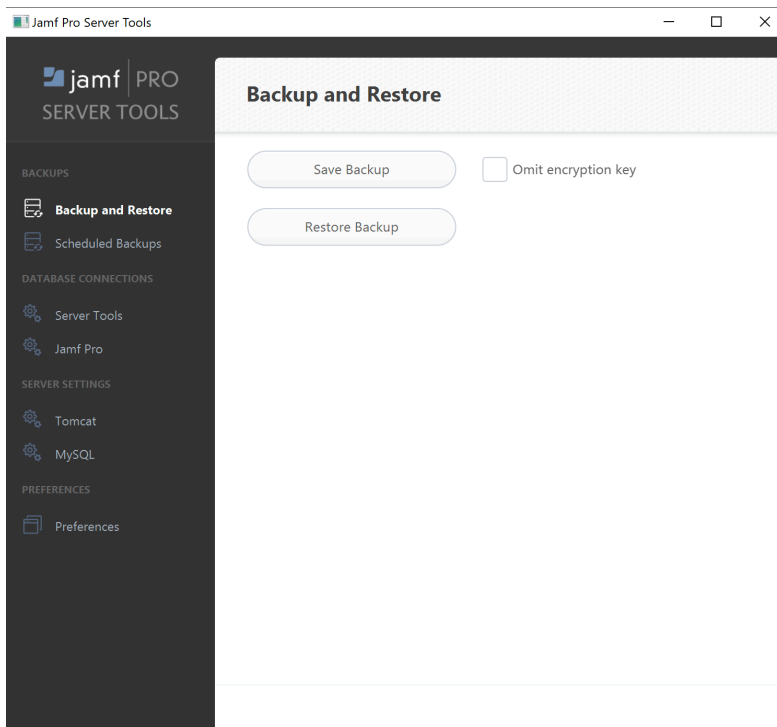 Jamf Pro Server Tools
jamf PRO
SERVER TOOLS
BACKUPS
Backup and Restore
Scheduled Backups
DATABASE CONNECTIONS
Server Tools
Jamf Pro
SERVER SETTINGS
Tomcat
MySQL
PREFERENCES
Preferences
Backup and Restore
Save Backup
Omit encryption key
Restore Backup